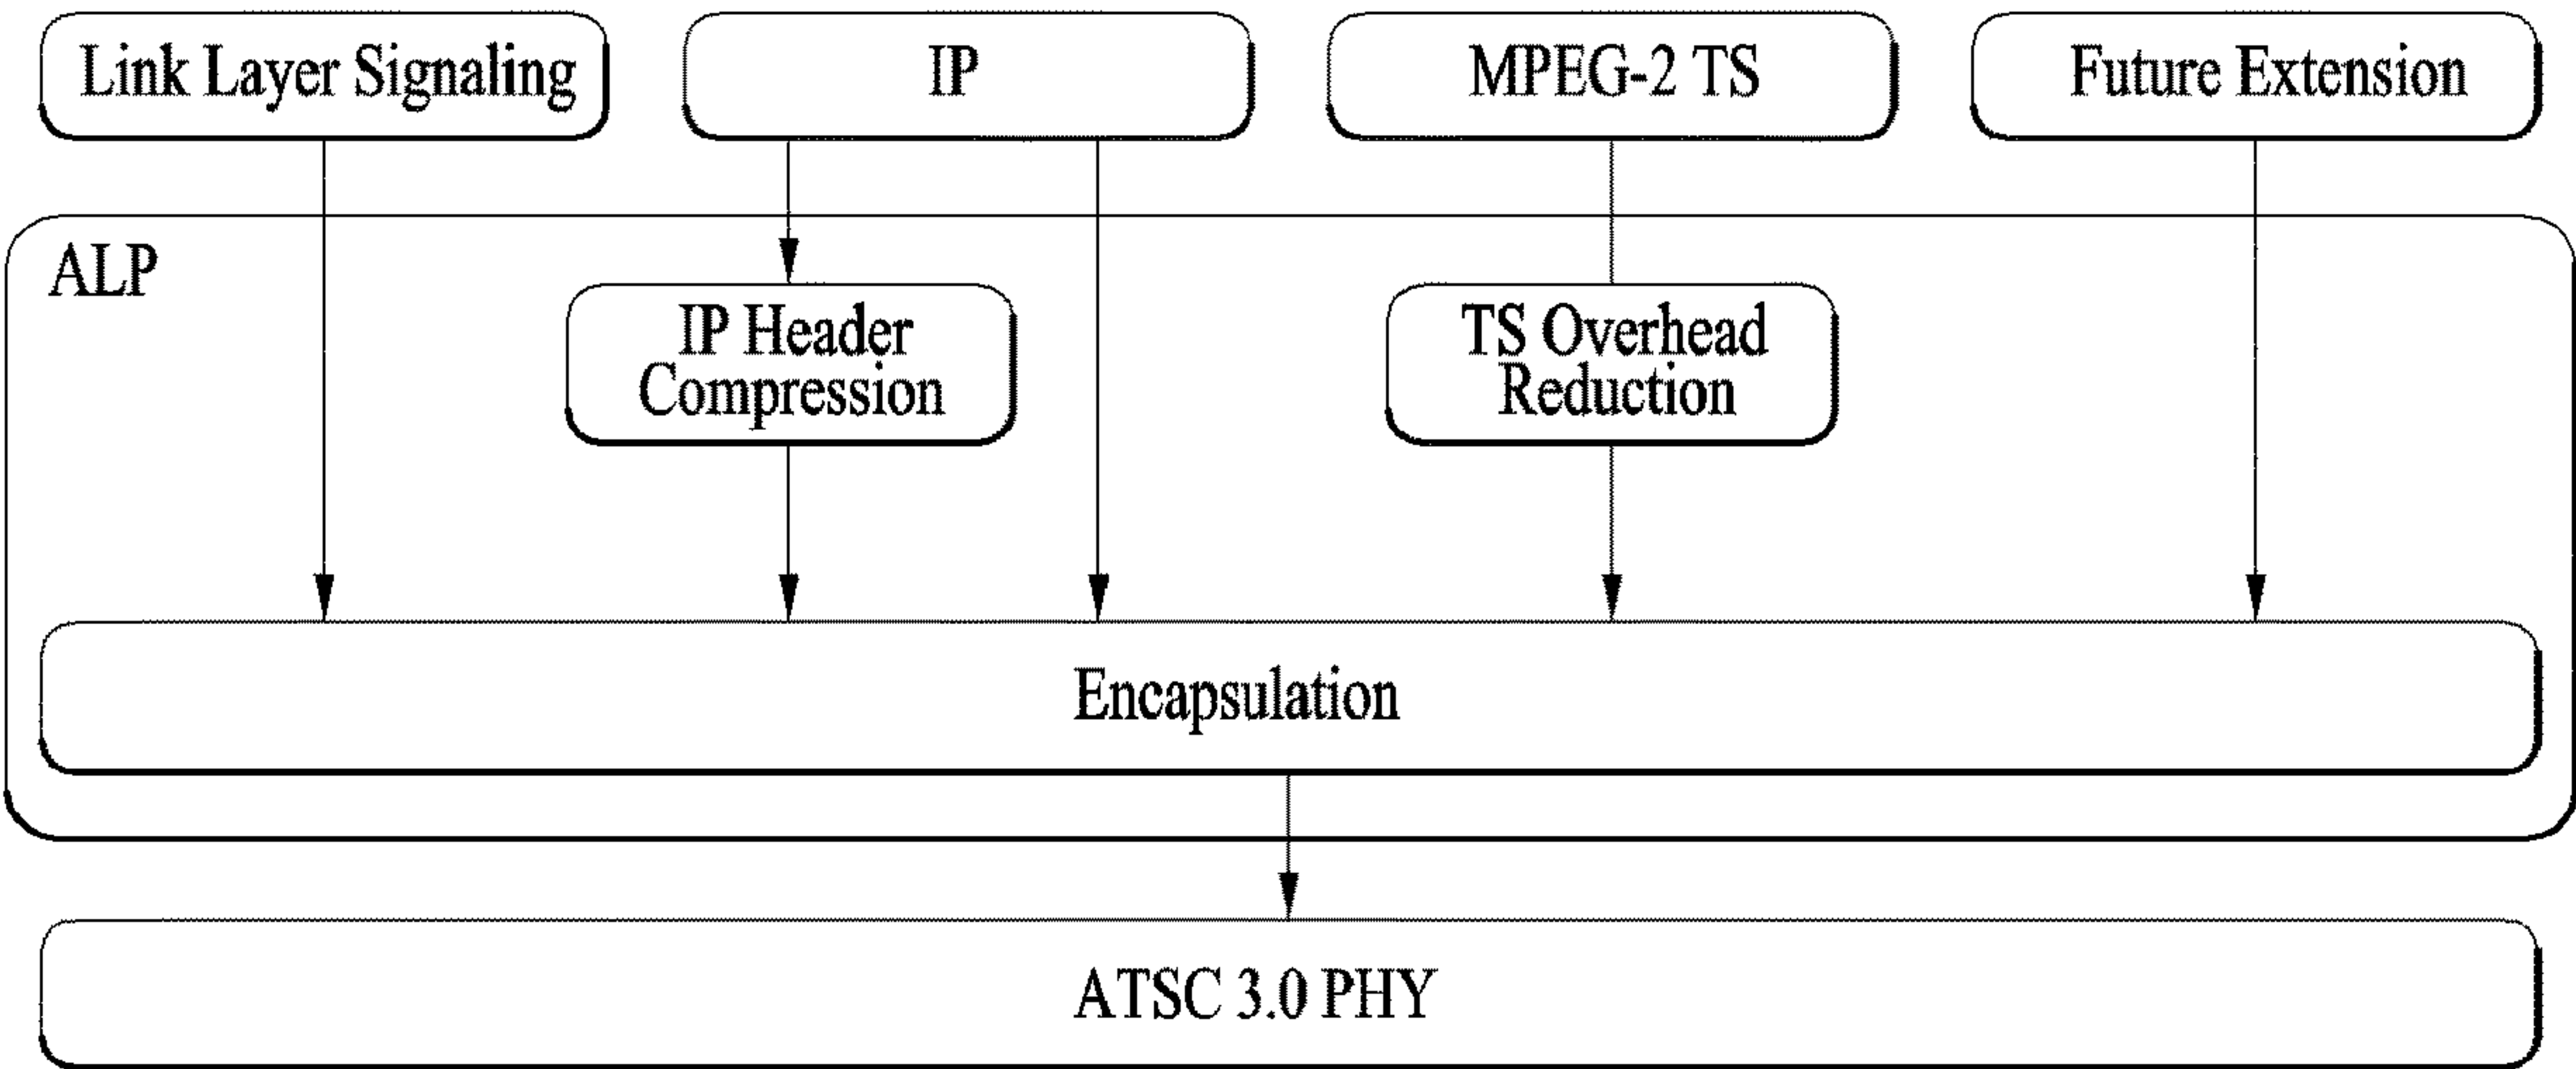 Link Layer Signaling
IP
MPEG-2 TS
Future Extension
ALP
IP Header
Compression
TS Overhead
Reduction
Encapsulation
ATSC 3.0 PHY